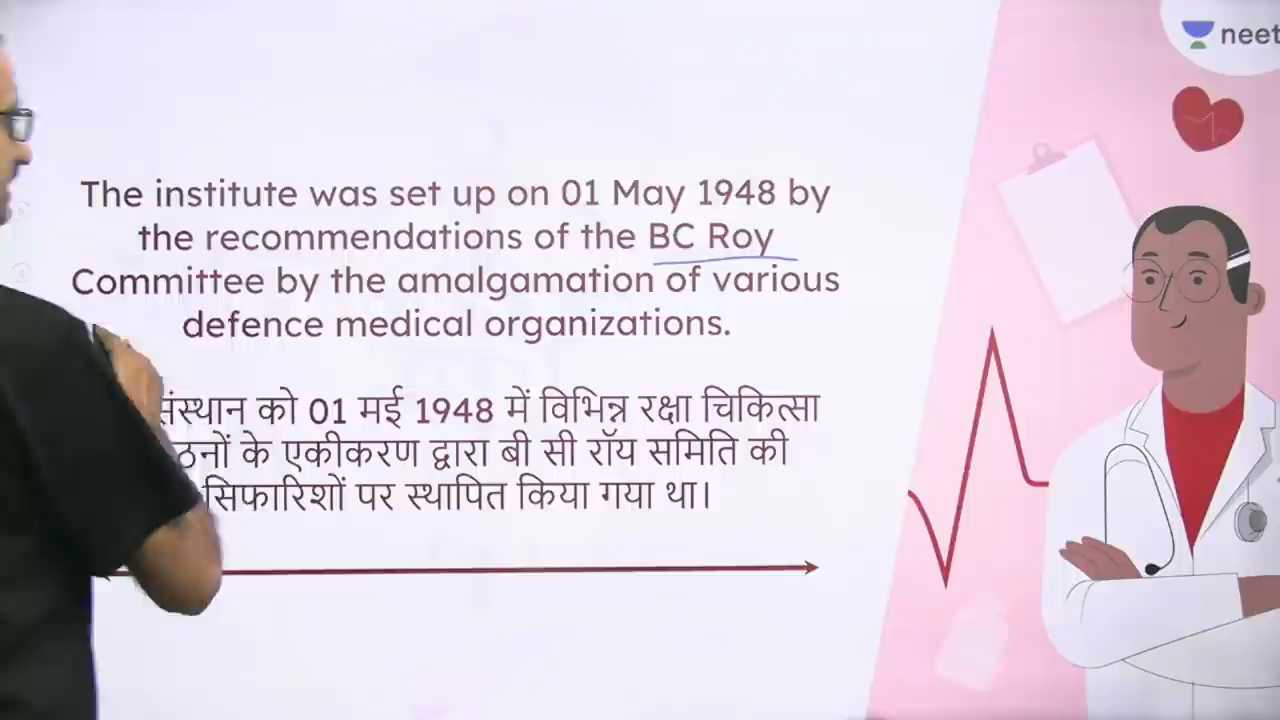 neet
The institute was set up on 01 May 1948 by
the recommendations of the BC Roy
Committee by the amalgamation of various
defence medical organizations.
को 01 मई 1948 में विभिन्न रक्षा चिकित्सा
के एकीकरण द्वारा बी सी रॉय समिति की
सिफारिशों पर स्थापित किया गया था।